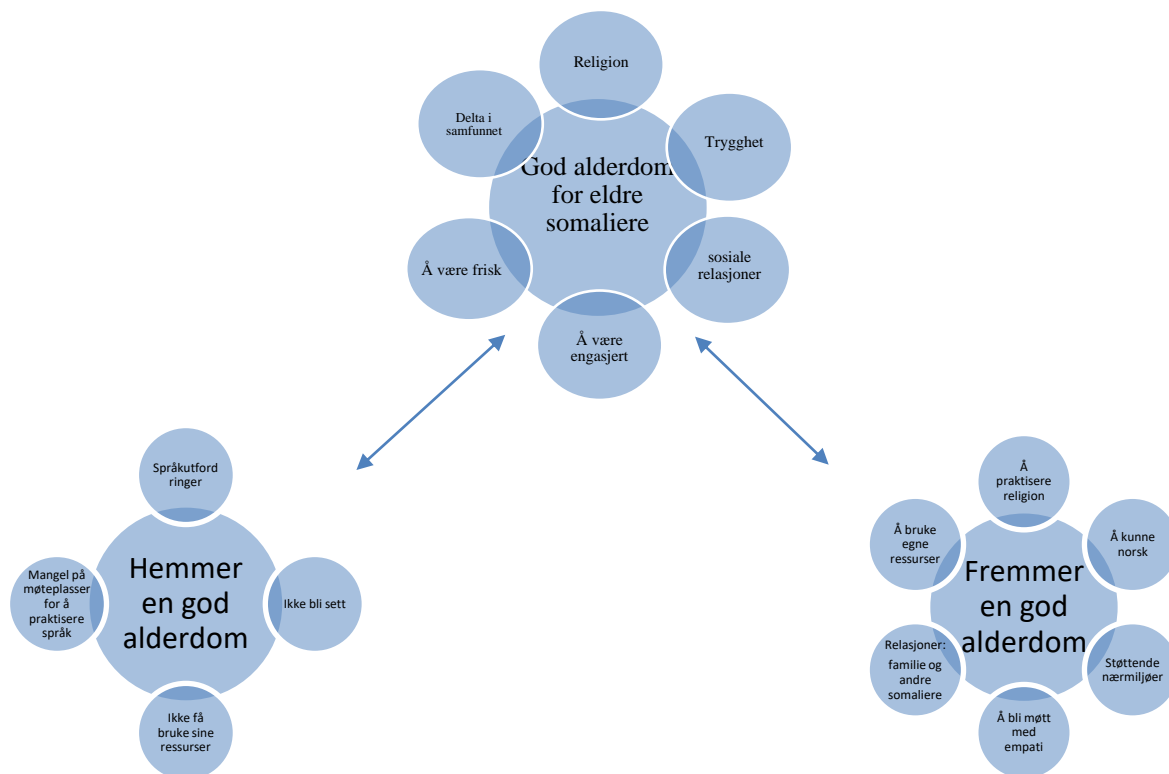 Religion
Delta i
samfunnet
Trygghet
God alderdom
for eldre
somaliere
Å være frisk
sosiale
relasjoner
Å være
engasjert
Språkutford
ringer
Mangel på
møteplasser
for å
praktisere
språk
Hemmer
en god
alderdom
Ikke bli sett
Ikke få
bruke sine
ressurser
Å
praktisere
religion
Å bruke
egne
ressurser
Å kunne
norsk
Fremmer
en god
alderdom
Relasjoner:
familie og
andre
somaliere
Støttende
nærmiljøer
Å bli møtt
med
empati